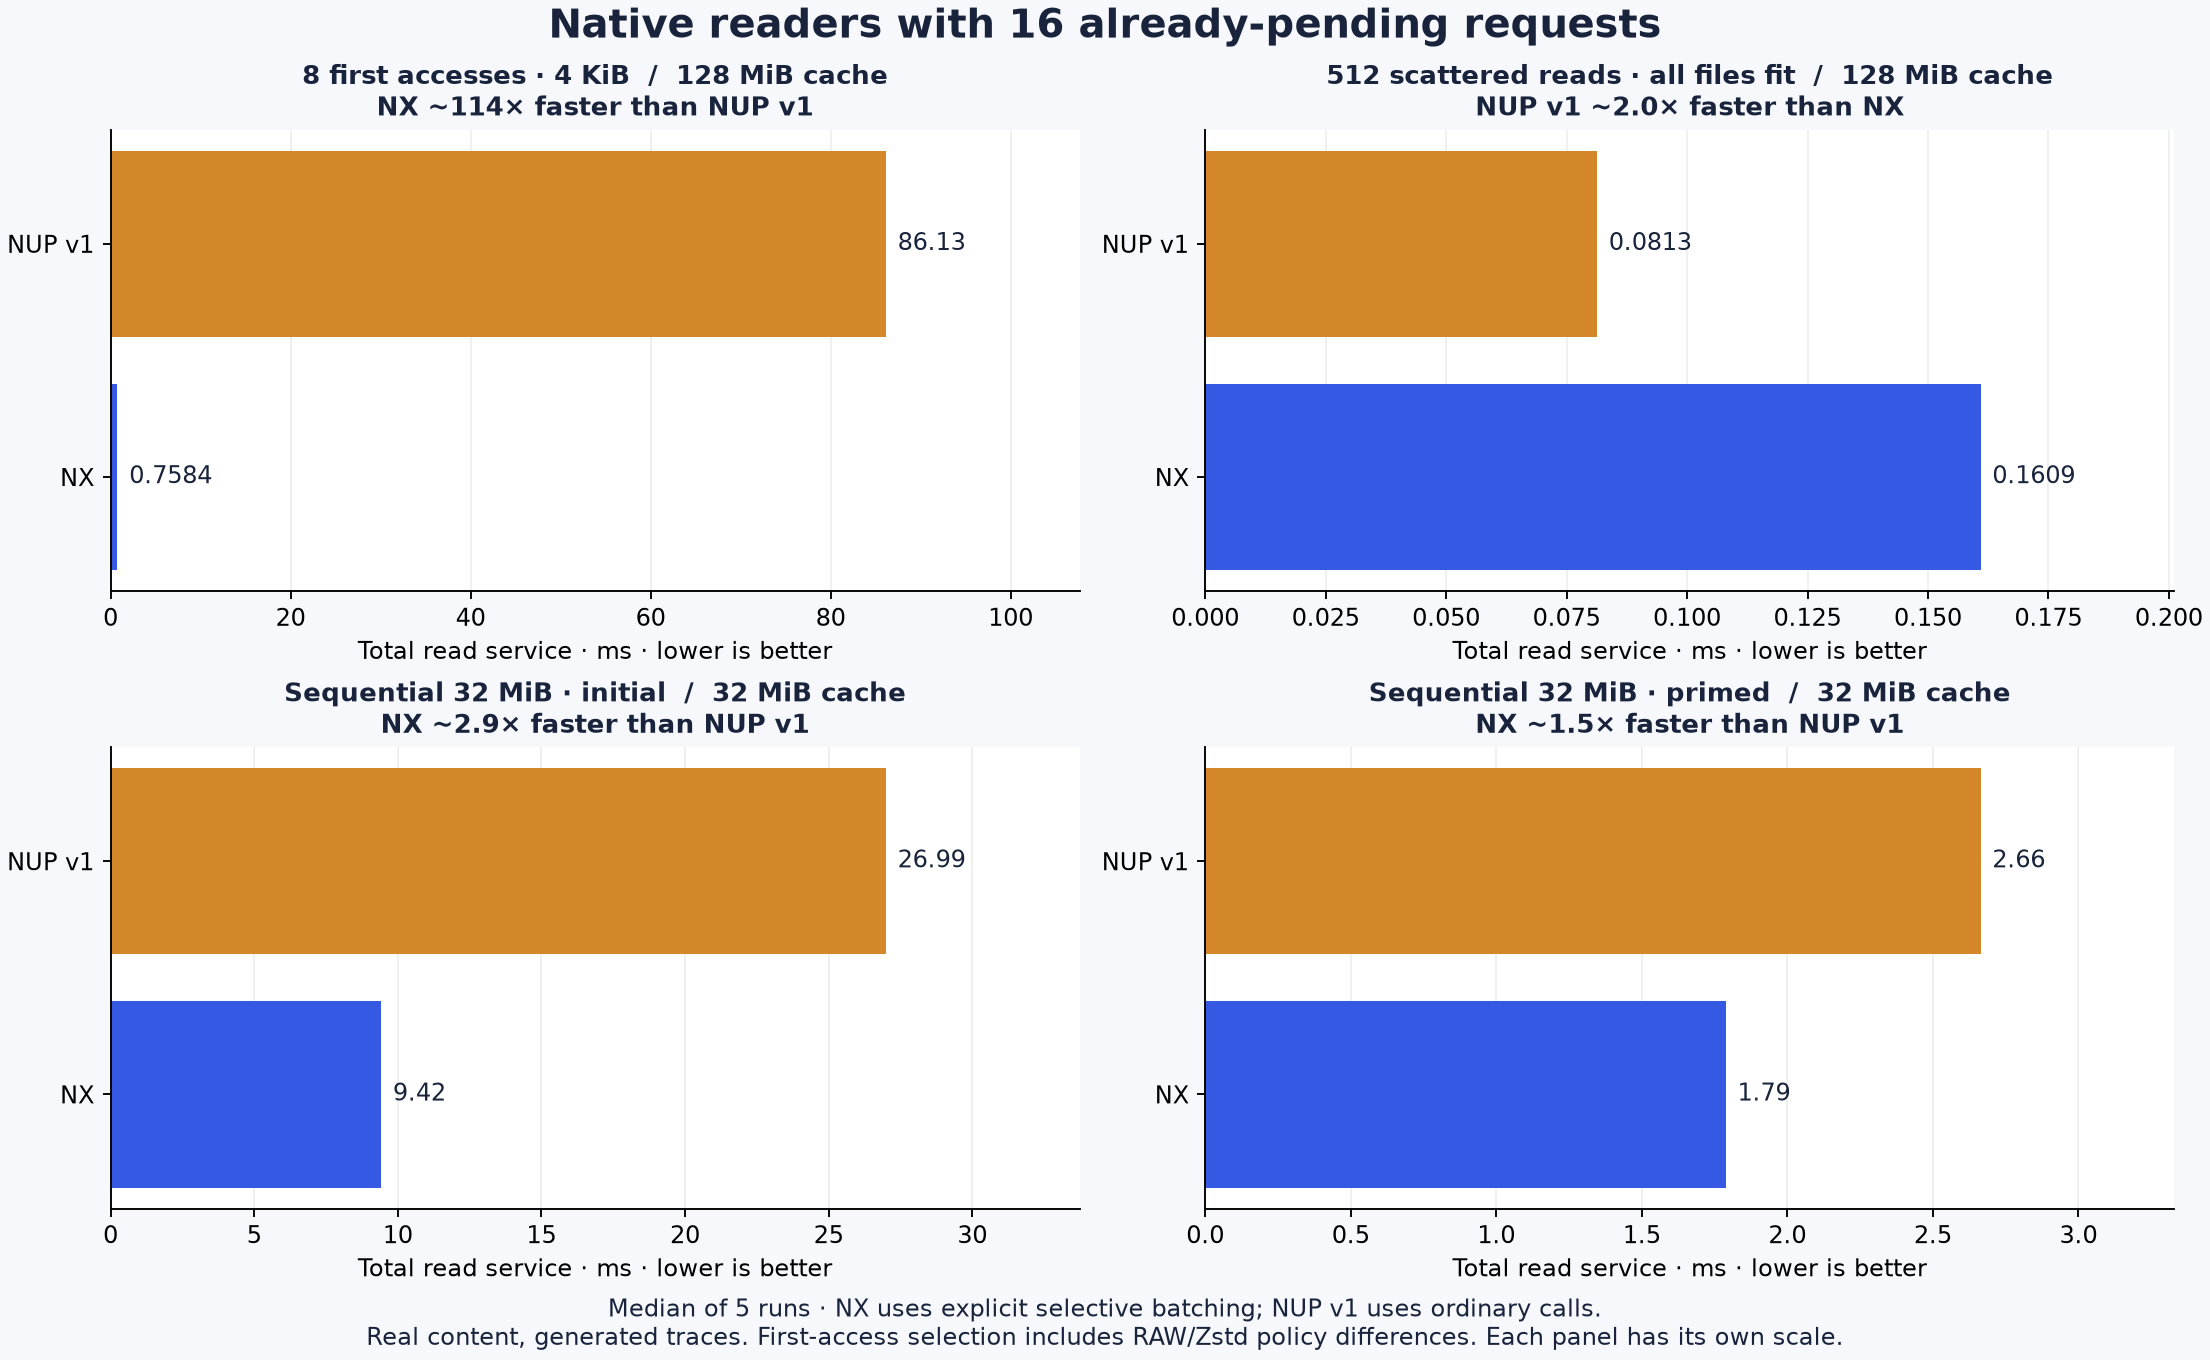 Native readers with 16 already-pending requests
8 first accesses · 4 KiB / 128 MiB cache
NX ~114× faster than NUP v1
NUP v1
86.13
NX
0.7584
0 20 40 60 80 100
Total read service · ms · lower is better
512 scattered reads · all files fit / 128 MiB cache
NUP v1 ~2.0× faster than NX
NUP v1
0.0813
NX
0.1609
0.000 0.025 0.050 0.075 0.100 0.125 0.150 0.175 0.200
Total read service · ms · lower is better
Sequential 32 MiB · initial / 32 MiB cache
NX ~2.9× faster than NUP v1
NUP v1
26.99
NX
9.42
0 5 10 15 20 25 30
Total read service · ms · lower is better
Sequential 32 MiB · primed / 32 MiB cache
NX ~1.5× faster than NUP v1
NUP v1
2.66
NX
1.79
0.0 0.5 1.0 1.5 2.0 2.5 3.0
Total read service · ms · lower is better
Median of 5 runs · NX uses explicit selective batching; NUP v1 uses ordinary calls.
Real content, generated traces. First-access selection includes RAW/Zstd policy differences. Each panel has its own scale.